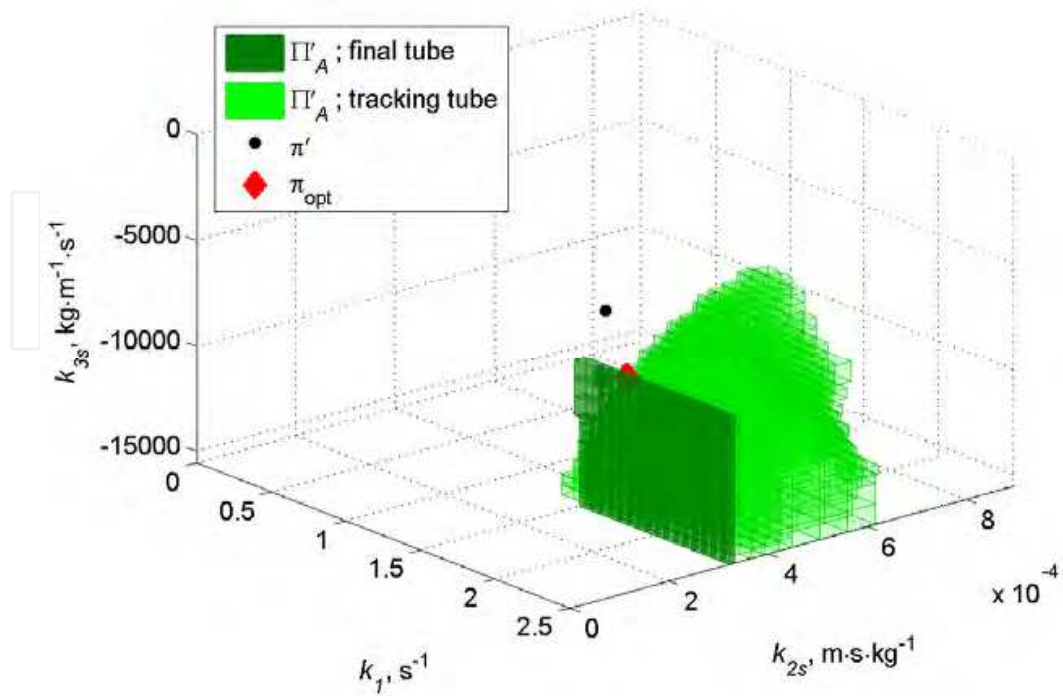 Π′A ; final tube
Π′A ; tracking tube
π′
πopt
0
-5000
-10000
-15000
k3s, kg·m-1·s-1
0
0.5
1
1.5
2
2.5
k1, s-1
0
2
4
6
8
x 10-4
k2s, m·s·kg-1